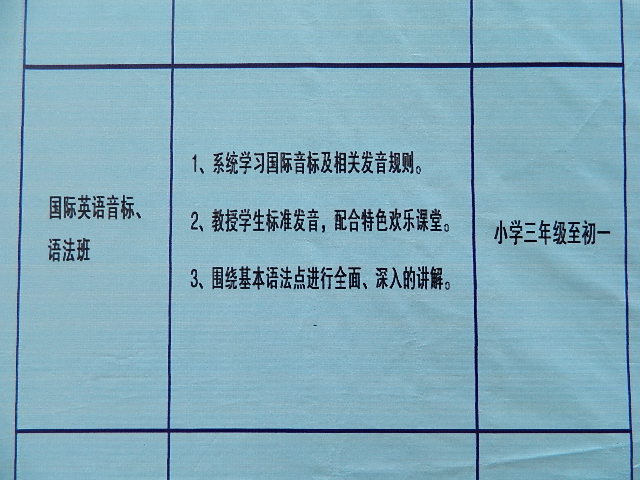 国际英语音标、
语法班
1、系统学习国际音标及相关发音规则。
2、教授学生标准发音，配合特色欢乐课堂。
3、围绕基本语法点进行全面、深入的讲解。
小学三年级至初一